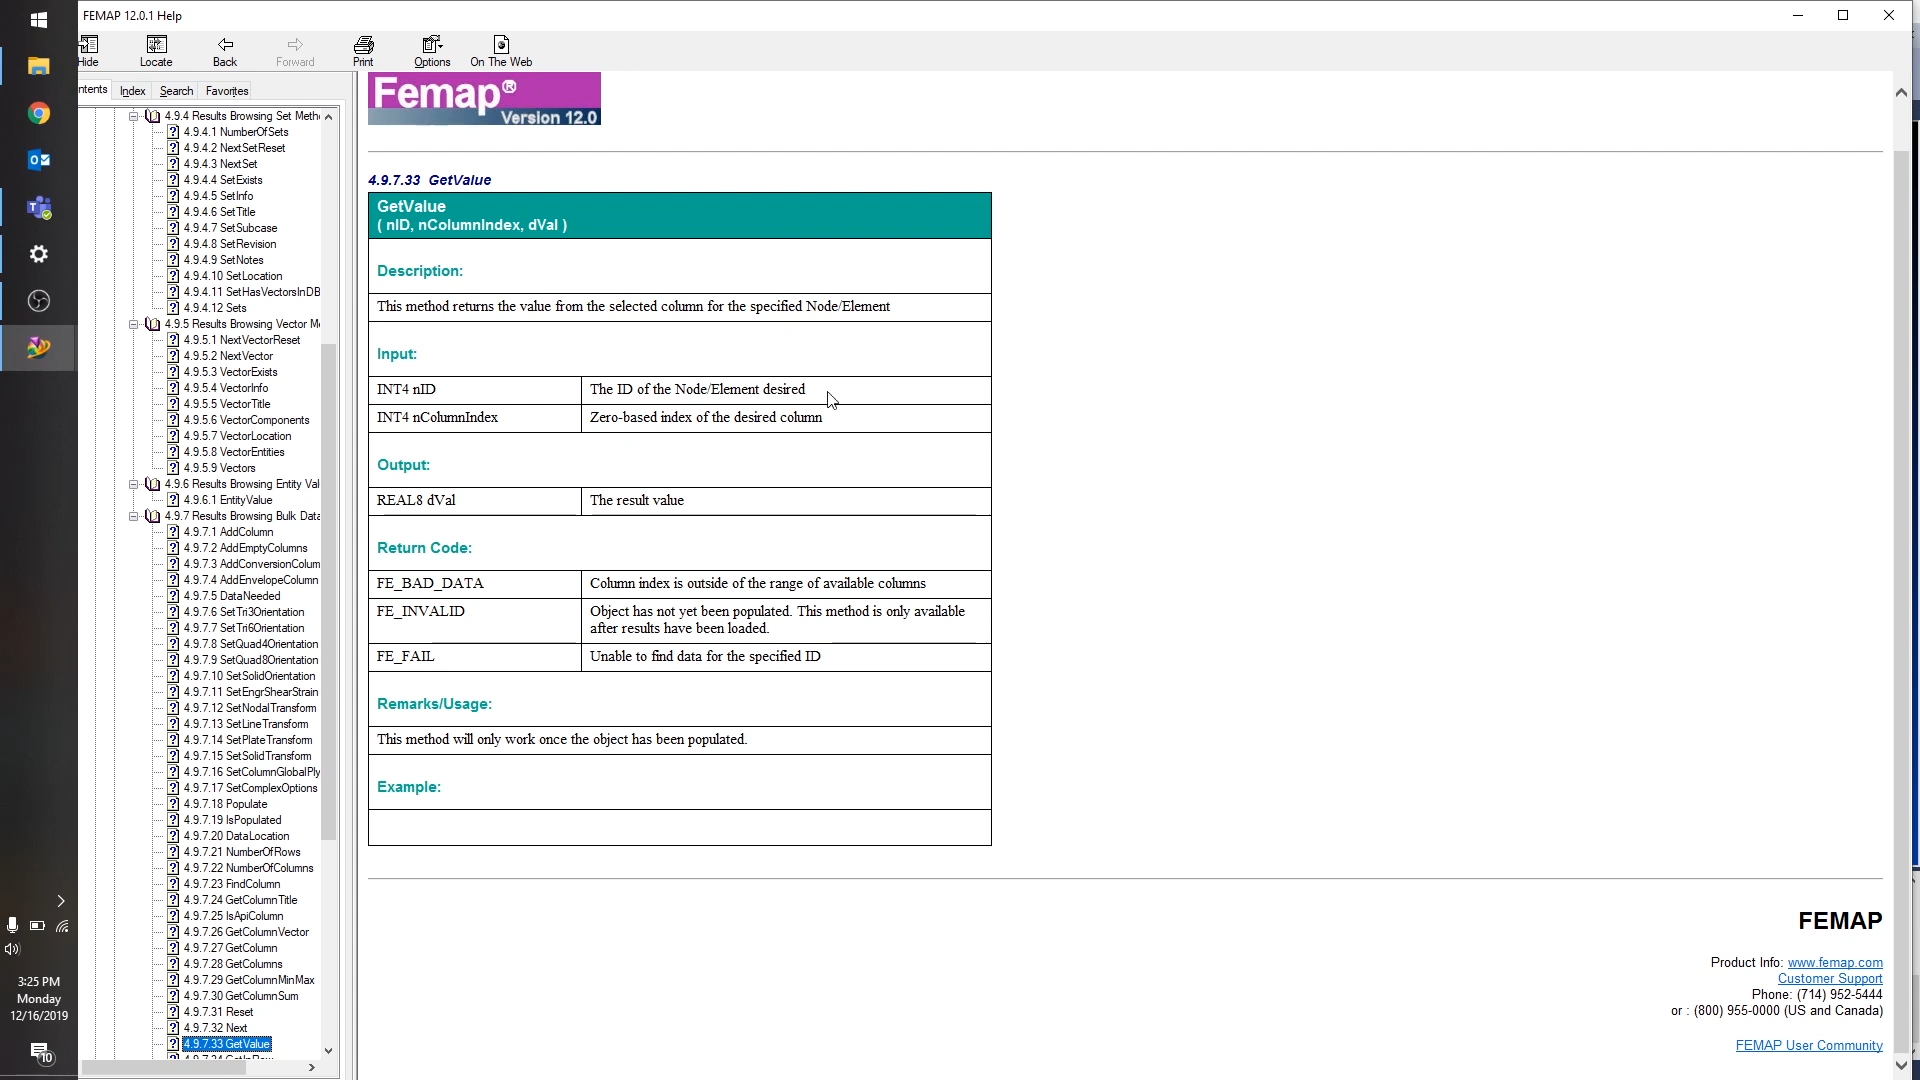 FEMAP 12.0.1 Help
Hide
Locate
Back
Forward
Print
Options
On The Web
ntents
Index
Search
Favorites
4.9.4 Results Browsing Set Meth
4.9.4.1 NumberOfSets
4.9.4.2 NextSetReset
4.9.4.3 NextSet
4.9.4.4 SetExists
4.9.4.5 SetInfo
4.9.4.6 SetTitle
4.9.4.7 SetSubcase
4.9.4.8 SetRevision
4.9.4.9 SetNotes
4.9.4.10 SetLocation
4.9.4.11 SetHasVectorsInDB
4.9.4.12 Sets
4.9.5 Results Browsing Vector M
4.9.5.1 NextVectorReset
4.9.5.2 NextVector
4.9.5.3 VectorExists
4.9.5.4 VectorInfo
4.9.5.5 VectorTitle
4.9.5.6 VectorComponents
4.9.5.7 VectorLocation
4.9.5.8 VectorEntities
4.9.5.9 Vectors
4.9.6 Results Browsing Entity Val
4.9.6.1 EntityValue
4.9.7 Results Browsing Bulk Data
4.9.7.1 AddColumn
4.9.7.2 AddEmptyColumns
4.9.7.3 AddConversionColum
4.9.7.4 AddEnvelopeColumn
4.9.7.5 DataNeeded
4.9.7.6 SetTri3Orientation
4.9.7.7 SetTri6Orientation
4.9.7.8 SetQuad4Orientation
4.9.7.9 SetQuad8Orientation
4.9.7.10 SetSolidOrientation
4.9.7.11 SetEngrShearStrain
4.9.7.12 SetNodalTransform
4.9.7.13 SetLineTransform
4.9.7.14 SetPlateTransform
4.9.7.15 SetSolidTransform
4.9.7.16 SetColumnGlobalPly
4.9.7.17 SetComplexOptions
4.9.7.18 Populate
4.9.7.19 IsPopulated
4.9.7.20 DataLocation
4.9.7.21 NumberOfRows
4.9.7.22 NumberOfColumns
4.9.7.23 FindColumn
4.9.7.24 GetColumnTitle
4.9.7.25 IsApiColumn
4.9.7.26 GetColumnVector
4.9.7.27 GetColumn
4.9.7.28 GetColumns
4.9.7.29 GetColumnMinMax
4.9.7.30 GetColumnSum
4.9.7.31 Reset
4.9.7.32 Next
4.9.7.33 GetValue
Femap®
Version 12.0
4.9.7.33 GetValue
GetValue
( nID, nColumnIndex, dVal )
Description:
This method returns the value from the selected column for the specified Node/Element
Input:
INT4 nID
The ID of the Node/Element desired
INT4 nColumnIndex
Zero-based index of the desired column
Output:
REAL8 dVal
The result value
Return Code:
FE_BAD_DATA
Column index is outside of the range of available columns
FE_INVALID
Object has not yet been populated. This method is only available
after results have been loaded.
FE_FAIL
Unable to find data for the specified ID
Remarks/Usage:
This method will only work once the object has been populated.
Example:
FEMAP
Product Info: www.femap.com
Customer Support
Phone: (714) 952-5444
or : (800) 955-0000 (US and Canada)
FEMAP User Community
3:25 PM
Monday
12/16/2019
10